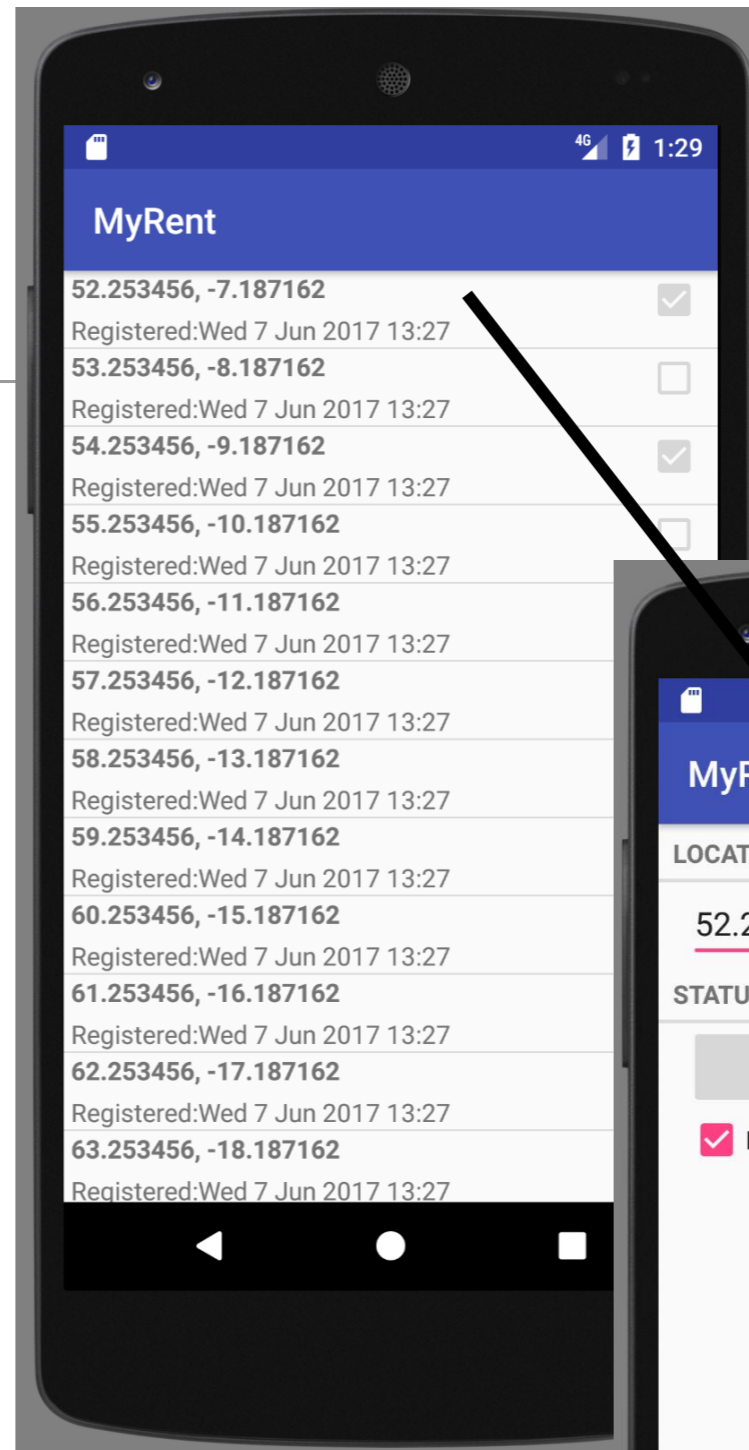 4G 1:29
MyRent
52.253456, -7.187162
Registered:Wed 7 Jun 2017 13:27
53.253456, -8.187162
Registered:Wed 7 Jun 2017 13:27
54.253456, -9.187162
Registered:Wed 7 Jun 2017 13:27
55.253456, -10.187162
Registered:Wed 7 Jun 2017 13:27
56.253456, -11.187162
Registered:Wed 7 Jun 2017 13:27
57.253456, -12.187162
Registered:Wed 7 Jun 2017 13:27
58.253456, -13.187162
Registered:Wed 7 Jun 2017 13:27
59.253456, -14.187162
Registered:Wed 7 Jun 2017 13:27
60.253456, -15.187162
Registered:Wed 7 Jun 2017 13:27
61.253456, -16.187162
Registered:Wed 7 Jun 2017 13:27
62.253456, -17.187162
Registered:Wed 7 Jun 2017 13:27
63.253456, -18.187162
Registered:Wed 7 Jun 2017 13:27